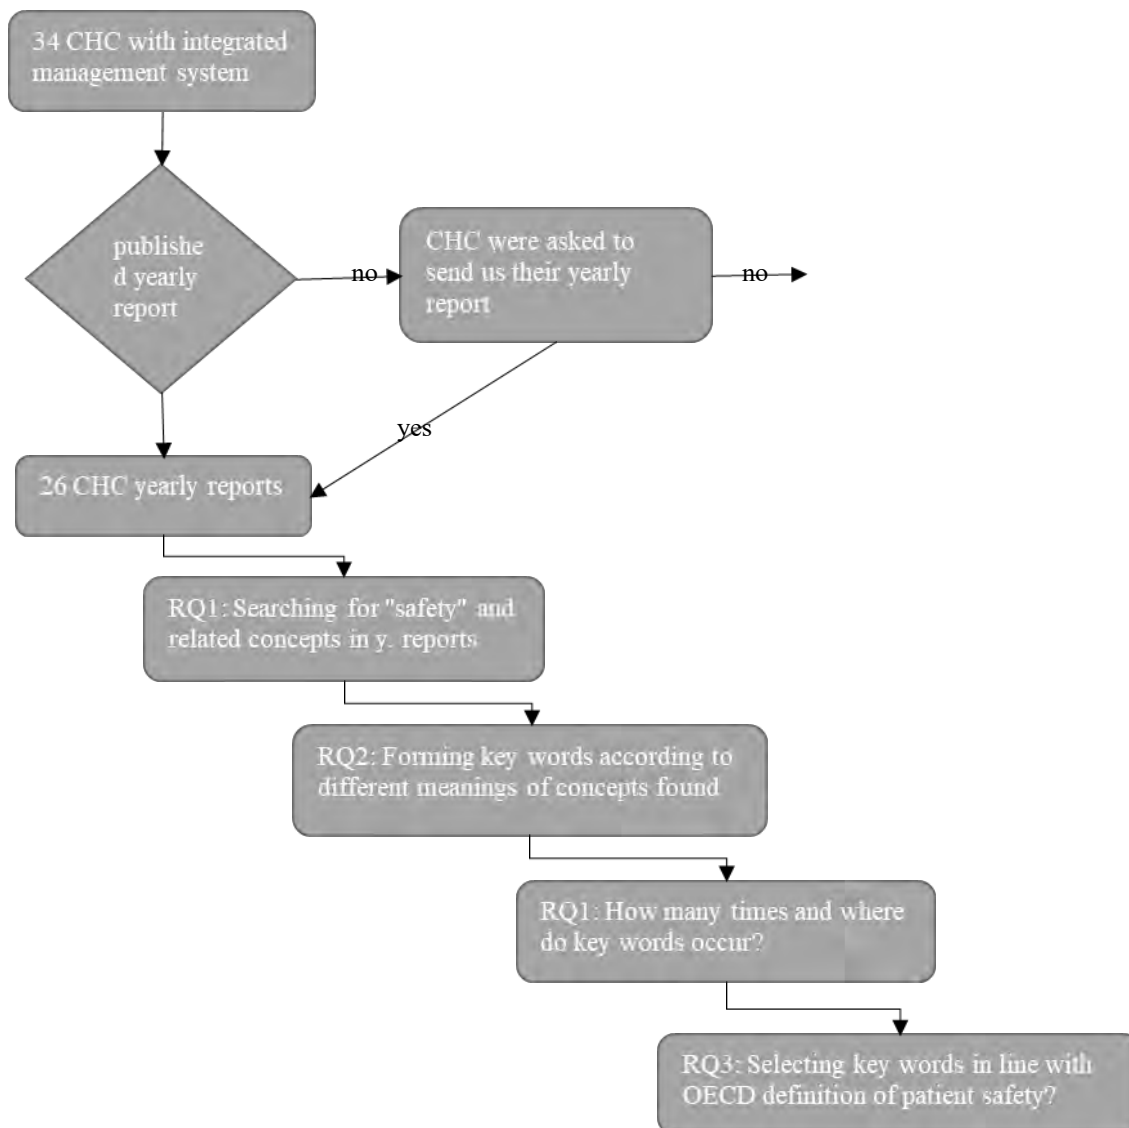 34 CHC with integrated
management system
publishe
d yearly
report
no
CHC were asked to
send us their yearly
report
no
yes
26 CHC yearly reports
RQ1: Searching for "safety" and
related concepts in y. reports
RQ2: Forming key words according to
different meanings of concepts found
RQ1: How many times and where
do key words occur?
RQ3: Selecting key words in line with
OECD definition of patient safety?